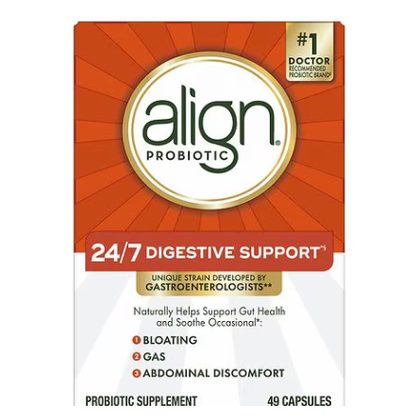 #1
DOCTOR
RECOMMENDED
PROBIOTIC BRAND†
align®
PROBIOTIC
24/7 DIGESTIVE SUPPORT*§
UNIQUE STRAIN DEVELOPED BY
GASTROENTEROLOGISTS**
Naturally Helps Support Gut Health
and Soothe Occasional*:
1 BLOATING
2 GAS
3 ABDOMINAL DISCOMFORT
PROBIOTIC SUPPLEMENT 49 CAPSULES